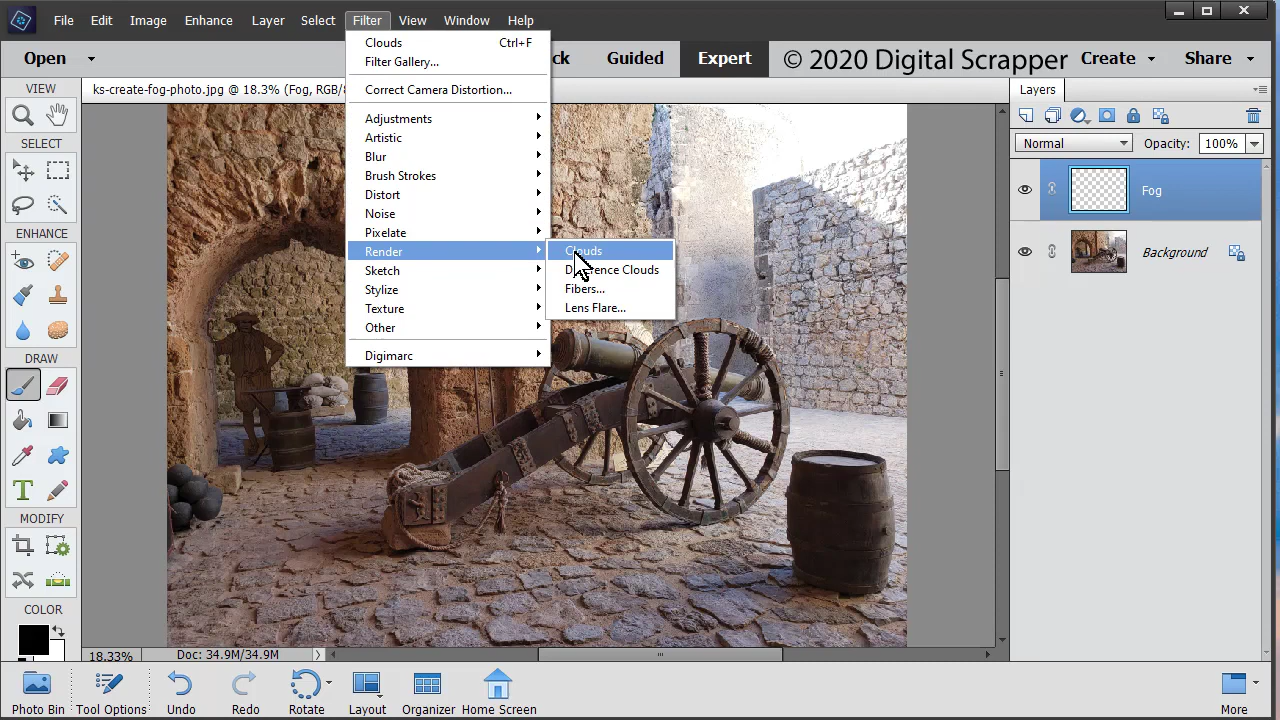 File Edit Image Enhance Layer Select Filter View Window Help
Open
ck Guided Expert © 2020 Digital Scrapper Create Share
ks-create-fog-photo.jpg @ 18.3% (Fog, RGB/
Clouds Ctrl+F
Filter Gallery...
Correct Camera Distortion...
Adjustments
Artistic
Blur
Brush Strokes
Distort
Noise
Pixelate
Render
Sketch
Stylize
Texture
Other
Digimarc
Clouds
Difference Clouds
Fibers...
Lens Flare...
VIEW
SELECT
ENHANCE
DRAW
T
MODIFY
COLOR
Layers
Normal Opacity: 100%
Fog
Background
18.33% Doc: 34.9M/34.9M
Photo Bin Tool Options Undo Redo Rotate Layout Organizer Home Screen More